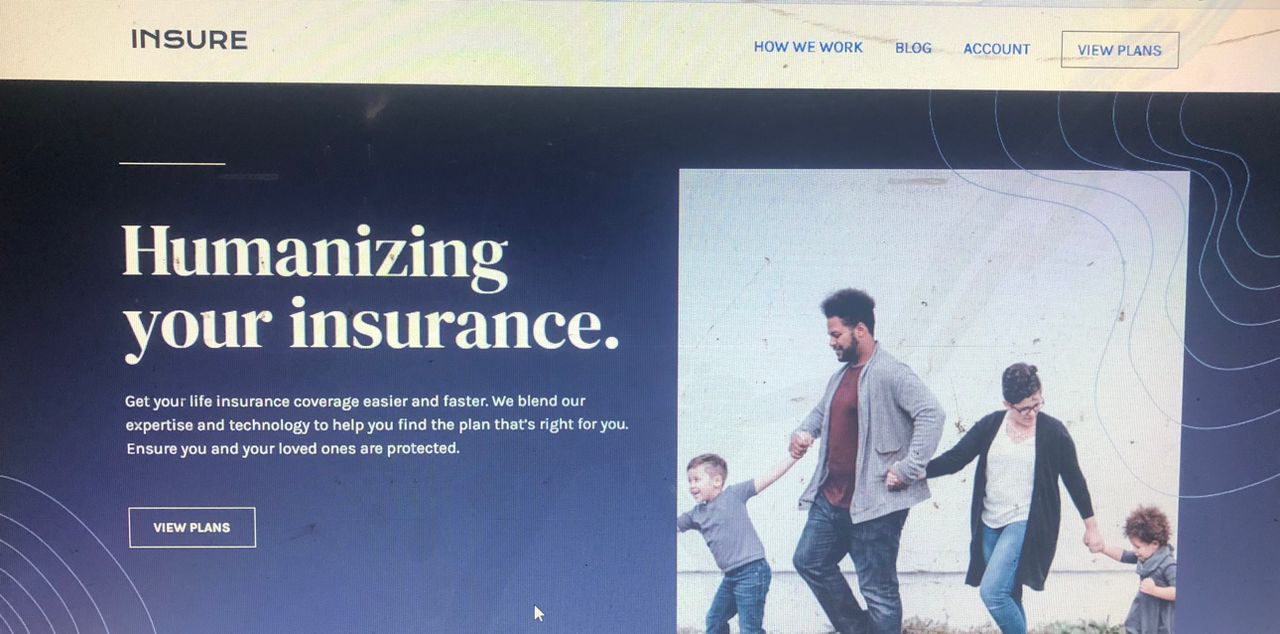 INSURE
HOW WE WORK BLOG ACCOUNT VIEW PLANS
Humanizing
your insurance.
Get your life insurance coverage easier and faster. We blend our
expertise and technology to help you find the plan that's right for you.
Ensure you and your loved ones are protected.
VIEW PLANS